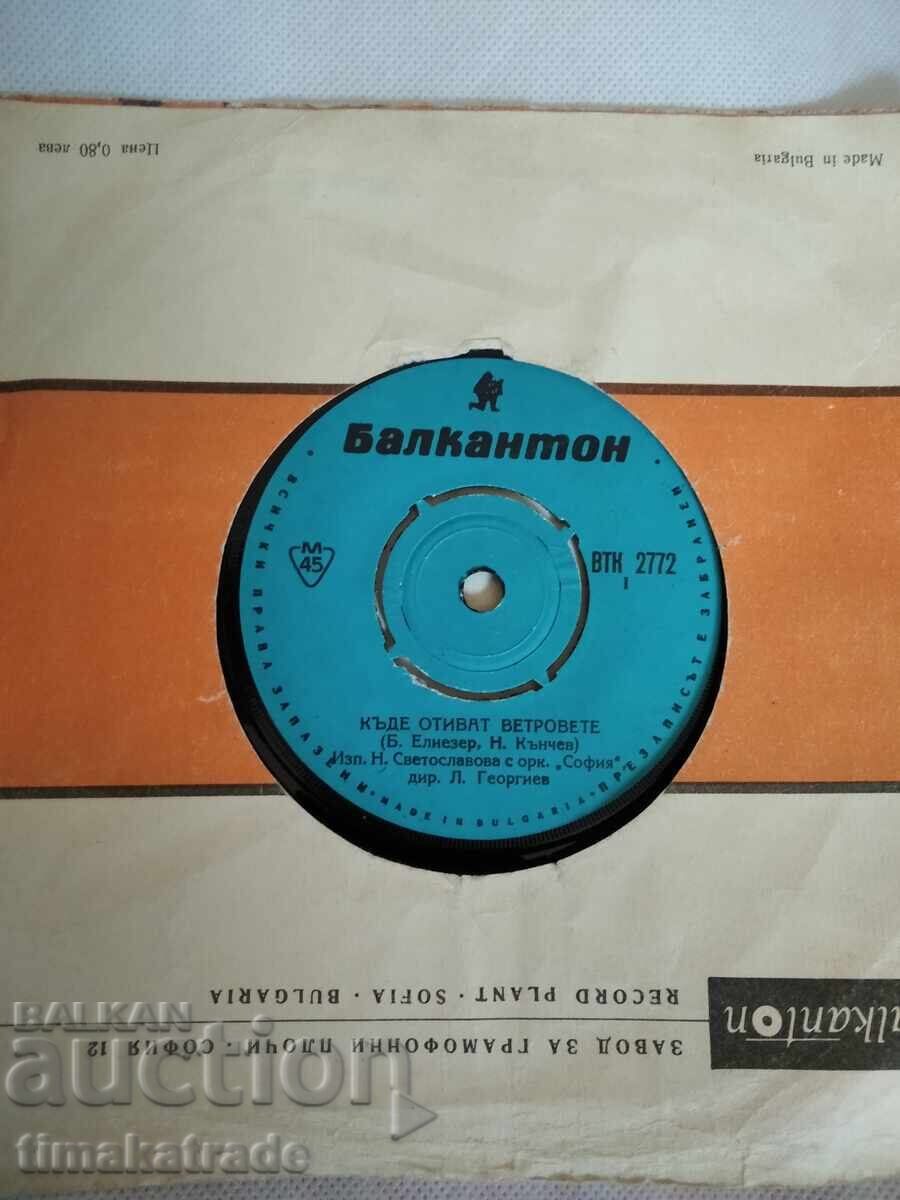 Цена 0,80 лева
Made in Bulgaria
Балкантон
ВСИЧКИ ПРАВА ЗАПАЗЕНИ · MADE IN BULGARIA · ПРЕЗАПИСЪТ Е ЗАБРАНЕН
М
45
ВТК 2772
I
КЪДЕ ОТИВАТ ВЕТРОВЕТЕ
(Б. Елиезер, Н. Кънчев)
Изп. Н. Светославова с орк. „София“
дир. Л. Георгиев
RECORD PLANT · SOFIA · BULGARIA
ЗАВОД ЗА ГРАМОФОННИ ПЛОЧИ · СОФИЯ 12
alkanton
BALKAN
auction
timakatrade